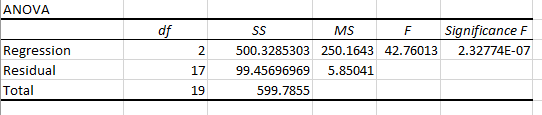 ANOVA
df SS MS F Significance F
Regression 2 500.3285303 250.1643 42.76013 2.32774E-07
Residual 17 99.45696969 5.85041
Total 19 599.7855